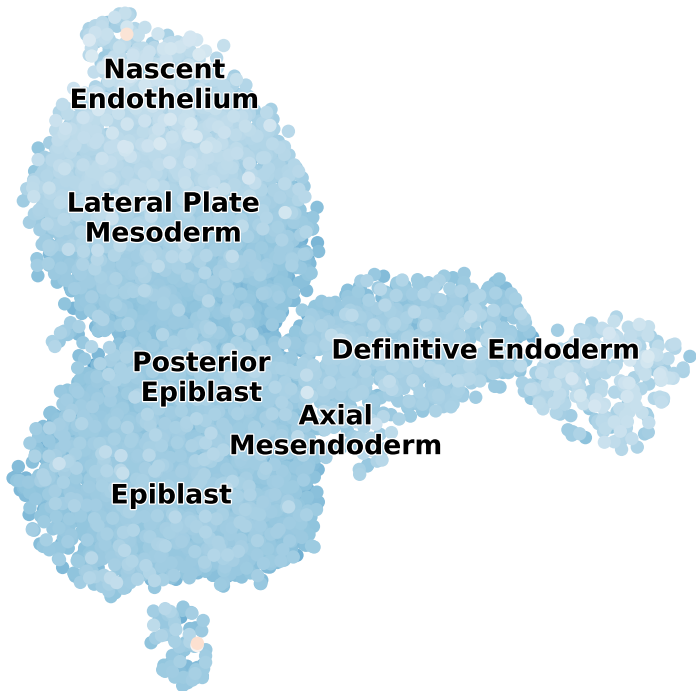 Nascent
Endothelium
Lateral Plate
Mesoderm
Definitive Endoderm
Posterior
Epiblast
Axial
Mesendoderm
Epiblast